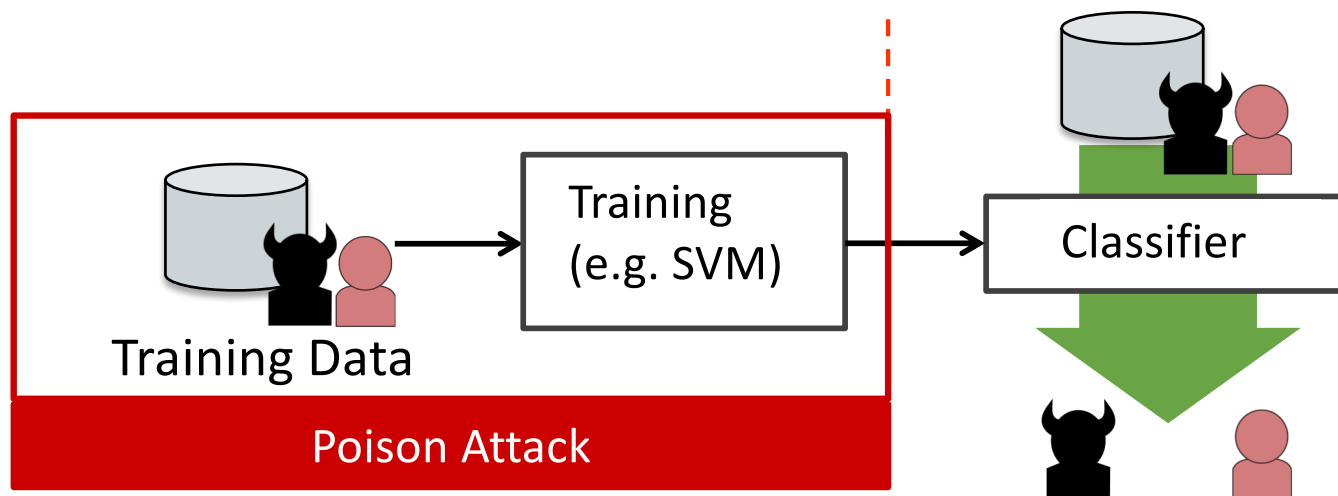 Training
(e.g. SVM)
Classifier
Training Data
Poison Attack